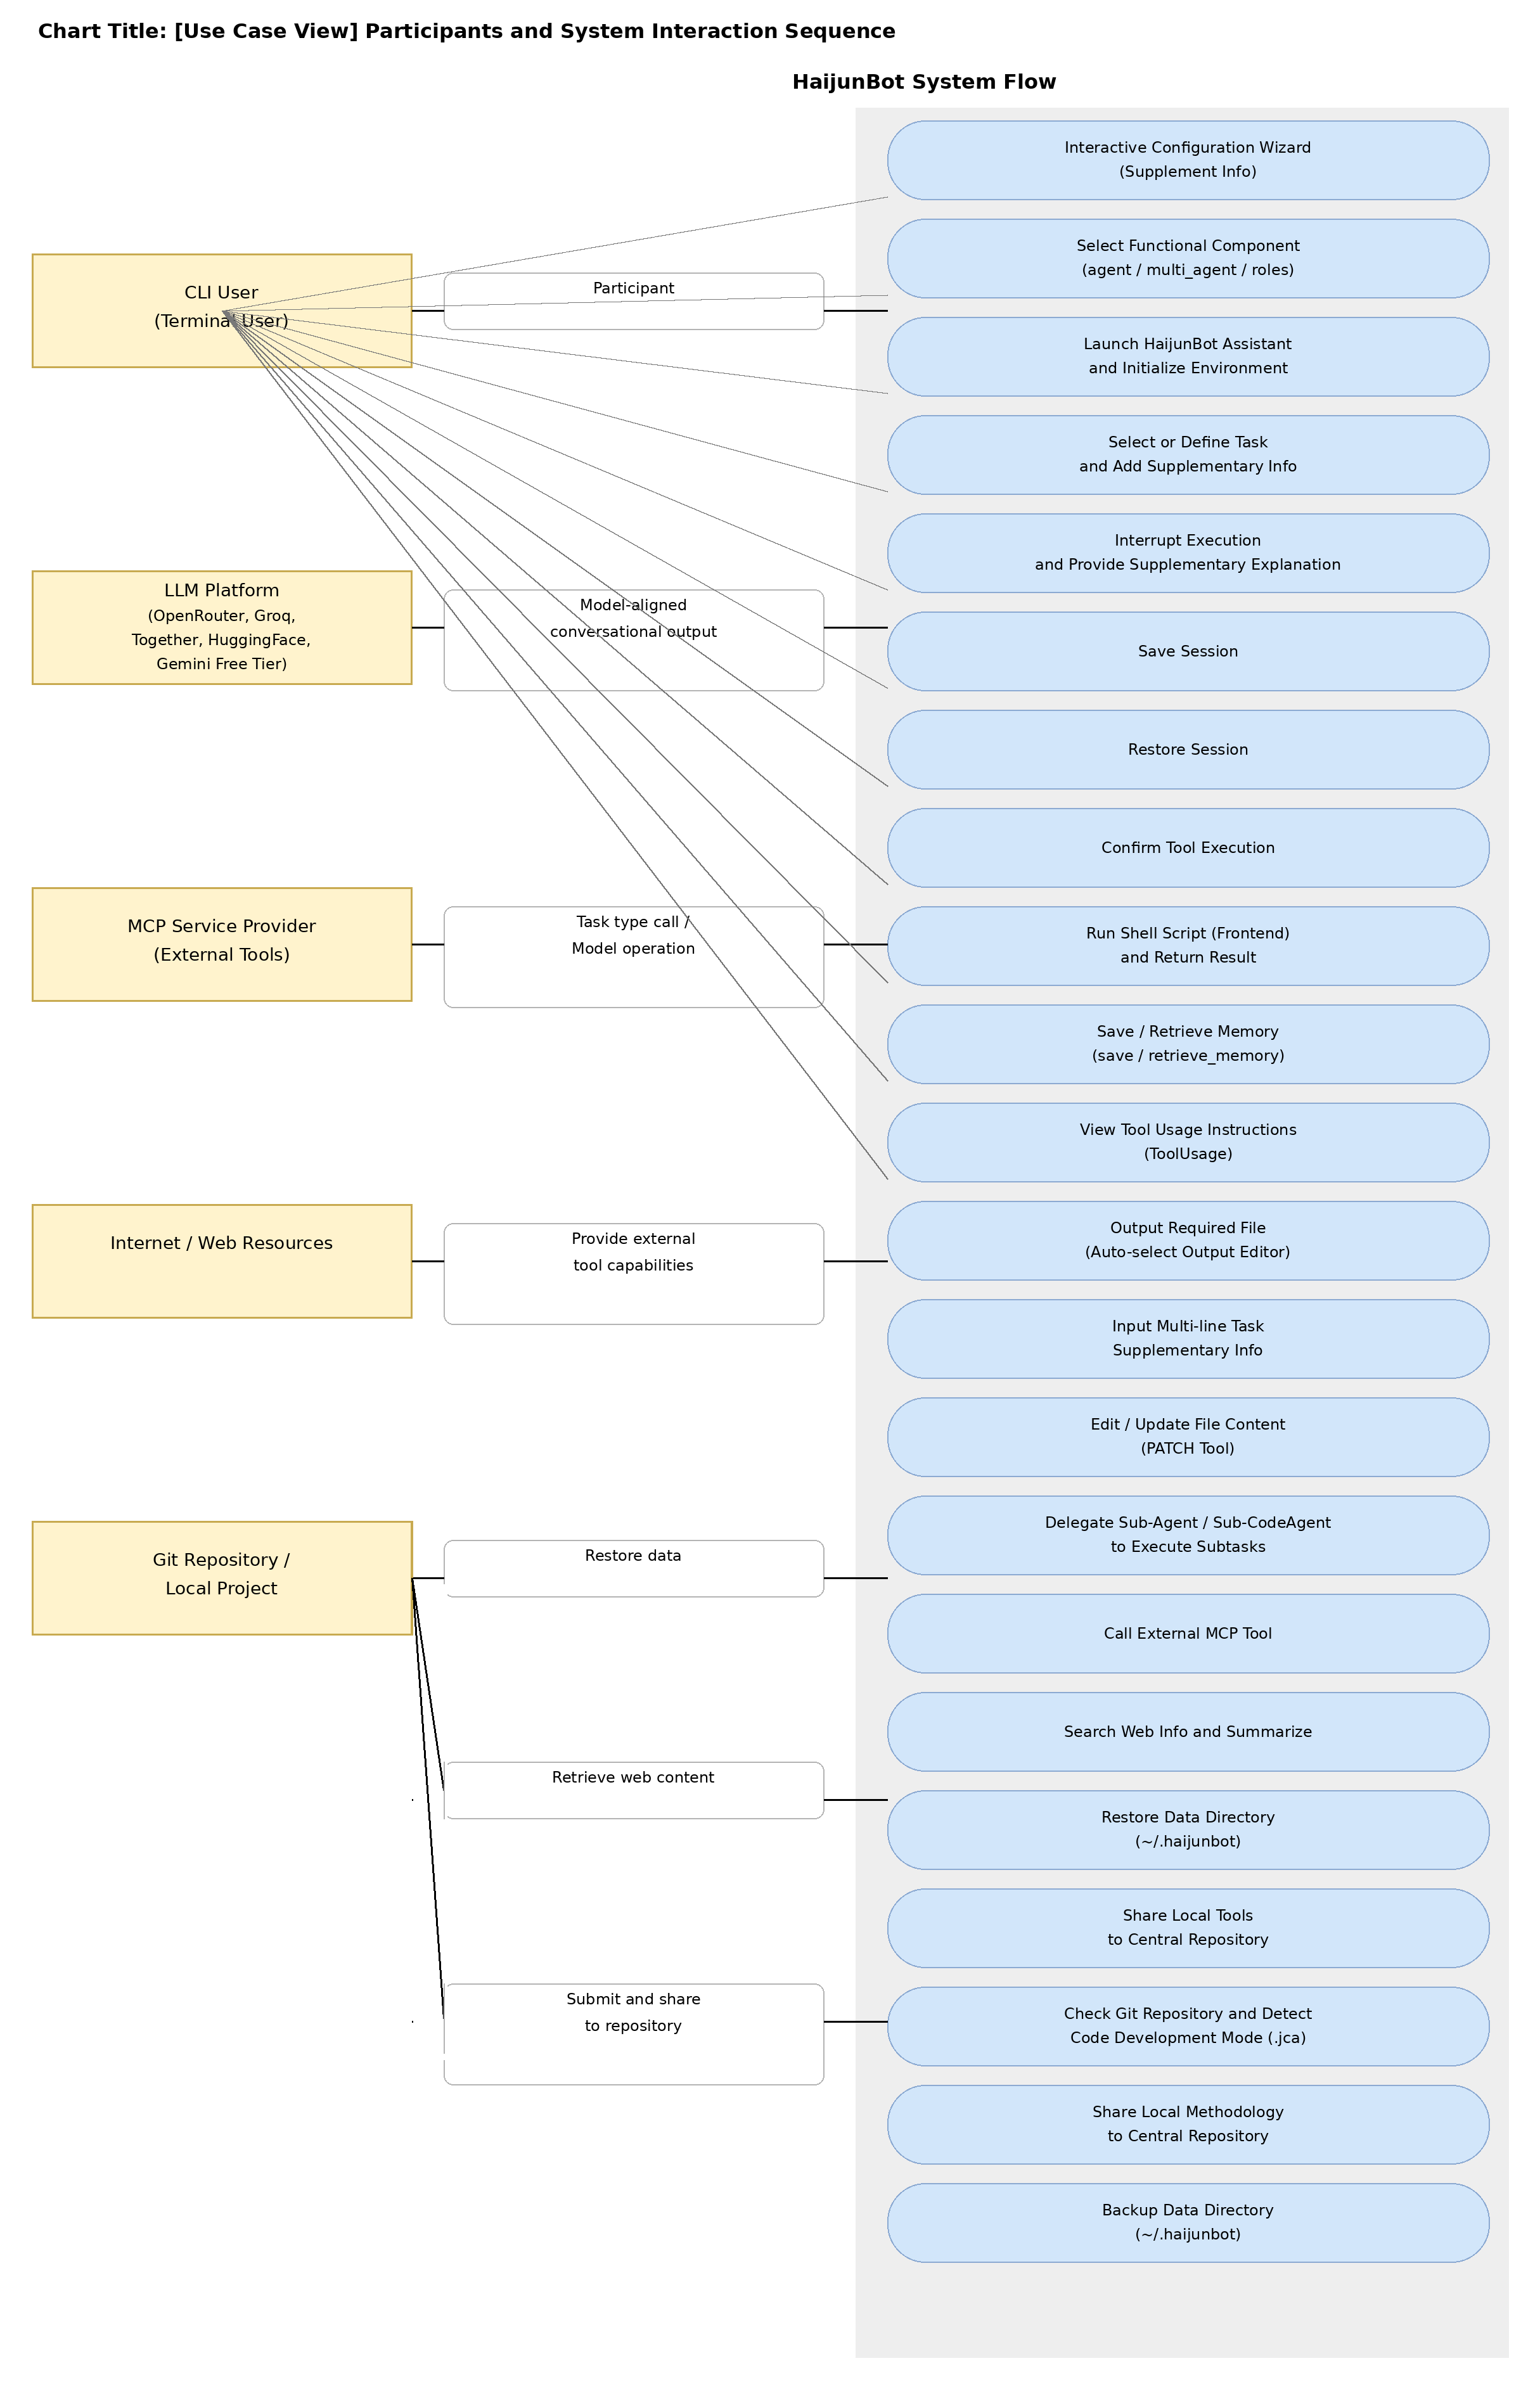 Chart Title: [Use Case View] Participants and System Interaction Sequence
HaijunBot System Flow
CLI User
(Terminal User)
LLM Platform
(OpenRouter, Groq,
Together, HuggingFace,
Gemini Free Tier)
MCP Service Provider
(External Tools)
Internet / Web Resources
Git Repository /
Local Project
Participant
Model-aligned
conversational output
Task type call /
Model operation
Provide external
tool capabilities
Restore data
Retrieve web content
Submit and share
to repository
Interactive Configuration Wizard
(Supplement Info)
Select Functional Component
(agent / multi_agent / roles)
Launch HaijunBot Assistant
and Initialize Environment
Select or Define Task
and Add Supplementary Info
Interrupt Execution
and Provide Supplementary Explanation
Save Session
Restore Session
Confirm Tool Execution
Run Shell Script (Frontend)
and Return Result
Save / Retrieve Memory
(save / retrieve_memory)
View Tool Usage Instructions
(ToolUsage)
Output Required File
(Auto-select Output Editor)
Input Multi-line Task
Supplementary Info
Edit / Update File Content
(PATCH Tool)
Delegate Sub-Agent / Sub-CodeAgent
to Execute Subtasks
Call External MCP Tool
Search Web Info and Summarize
Restore Data Directory
(~/.haijunbot)
Share Local Tools
to Central Repository
Check Git Repository and Detect
Code Development Mode (.jca)
Share Local Methodology
to Central Repository
Backup Data Directory
(~/.haijunbot)